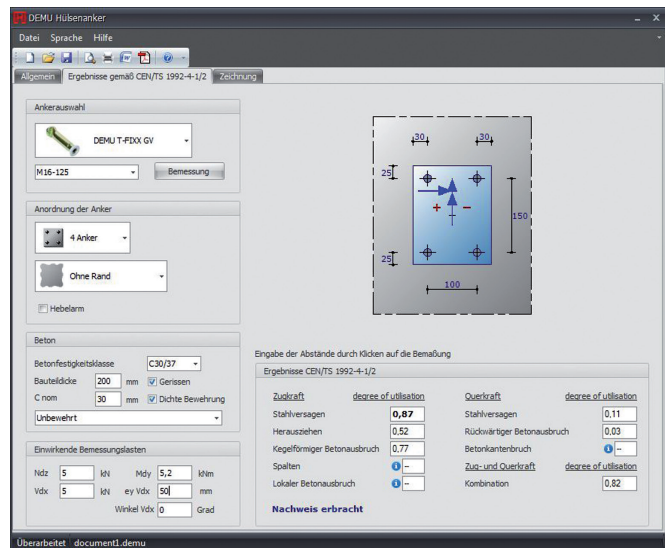 DEMU Hülsenanker
Datei Sprache Hilfe
Allgemein Ergebnisse gemäß CEN/TS 1992-4-1/2 Zeichnung
Ankerauswahl
DEMU T-FIXX GV
M16-125 Bemessung
Anordnung der Anker
4 Anker
Ohne Rand
Hebelarm
Beton
Betonfestigkeitsklasse C30/37
Bauteildicke 200 mm Gerissen
C nom 30 mm Dichte Bewehrung
Unbewehrt
Einwirkende Bemessungslasten
Ndz 5 kN Mdy 5,2 kNm
Vdx 5 kN ey Vdx 50 mm
Winkel Vdx 0 Grad
30 30
25
+ - 150
25
100
Eingabe der Abstände durch Klicken auf die Bemaßung
Ergebnisse CEN/TS 1992-4-1/2
Zugkraft degree of utilisation Querkraft degree of utilisation
Stahlversagen 0,87 Stahlversagen 0,11
Herausziehen 0,52 Rückwärtiger Betonausbruch 0,03
Kegelförmiger Betonausbruch 0,77 Betonkantenbruch --
Spalten -- Zug- und Querkraft degree of utilisation
Lokaler Betonausbruch -- Kombination 0,82
Nachweis erbracht
Überarbeitet document1.demu